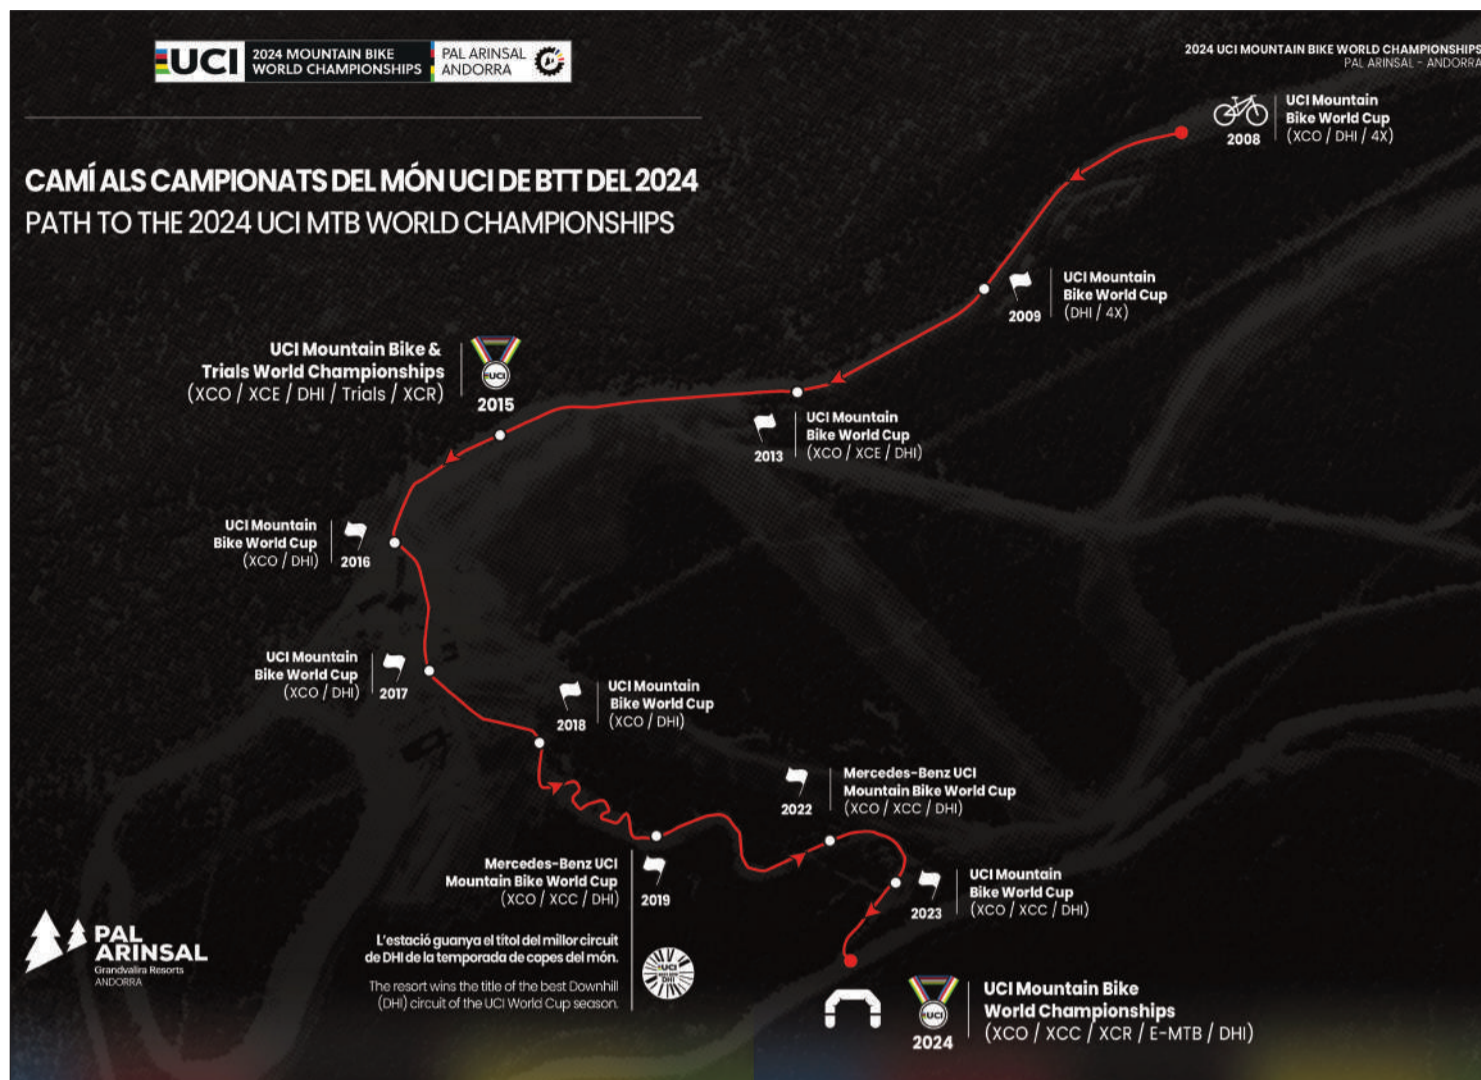 UCI
2024 MOUNTAIN BIKE
WORLD CHAMPIONSHIPS
PAL ARINSAL
ANDORRA
2024 UCI MOUNTAIN BIKE WORLD CHAMPIONSHIPS
PAL ARINSAL - ANDORRA
CAMÍ ALS CAMPIONATS DEL MÓN UCI DE BTT DEL 2024
PATH TO THE 2024 UCI MTB WORLD CHAMPIONSHIPS
2008
UCI Mountain
Bike World Cup
(XCO / DHI / 4X)
2009
UCI Mountain
Bike World Cup
(DHI / 4X)
2013
UCI Mountain
Bike World Cup
(XCO / XCE / DHI)
UCI Mountain Bike &
Trials World Championships
(XCO / XCE / DHI / Trials / XCR)
UCI
2015
UCI Mountain
Bike World Cup
(XCO / DHI)
2016
UCI Mountain
Bike World Cup
(XCO / DHI)
2017
2018
UCI Mountain
Bike World Cup
(XCO / DHI)
Mercedes-Benz UCI
Mountain Bike World Cup
(XCO / XCC / DHI)
2019
L'estació guanya el títol del millor circuit
de DHI de la temporada de copes del món.
The resort wins the title of the best Downhill
(DHI) circuit of the UCI World Cup season.
UCI
DHI
2022
Mercedes-Benz UCI
Mountain Bike World Cup
(XCO / XCC / DHI)
2023
UCI Mountain
Bike World Cup
(XCO / XCC / DHI)
UCI
2024
UCI Mountain Bike
World Championships
(XCO / XCC / XCR / E-MTB / DHI)
PAL
ARINSAL
Grandvalira Resorts
ANDORRA